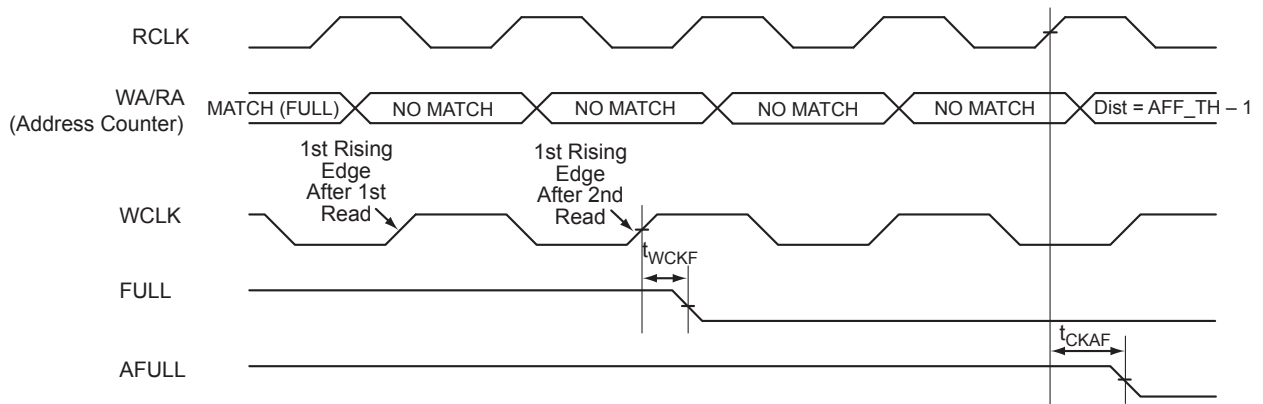 RCLK
WA/RA
(Address Counter)
MATCH (FULL)
NO MATCH
NO MATCH
NO MATCH
NO MATCH
Dist = AFF_TH – 1
1st Rising
Edge
After 1st
Read
1st Rising
Edge
After 2nd
Read
WCLK
tWCKF
FULL
tCKAF
AFULL